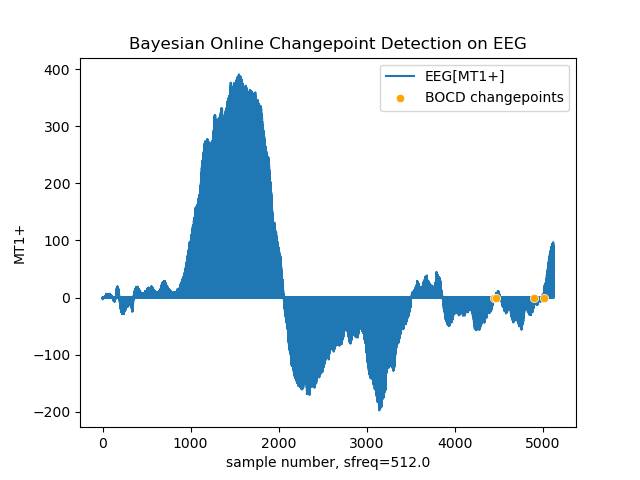 Bayesian Online Changepoint Detection on EEG
EEG[MT1+]
BOCD changepoints
400
300
200
100
0
−100
−200
MT1+
0
1000
2000
3000
4000
5000
sample number, sfreq=512.0